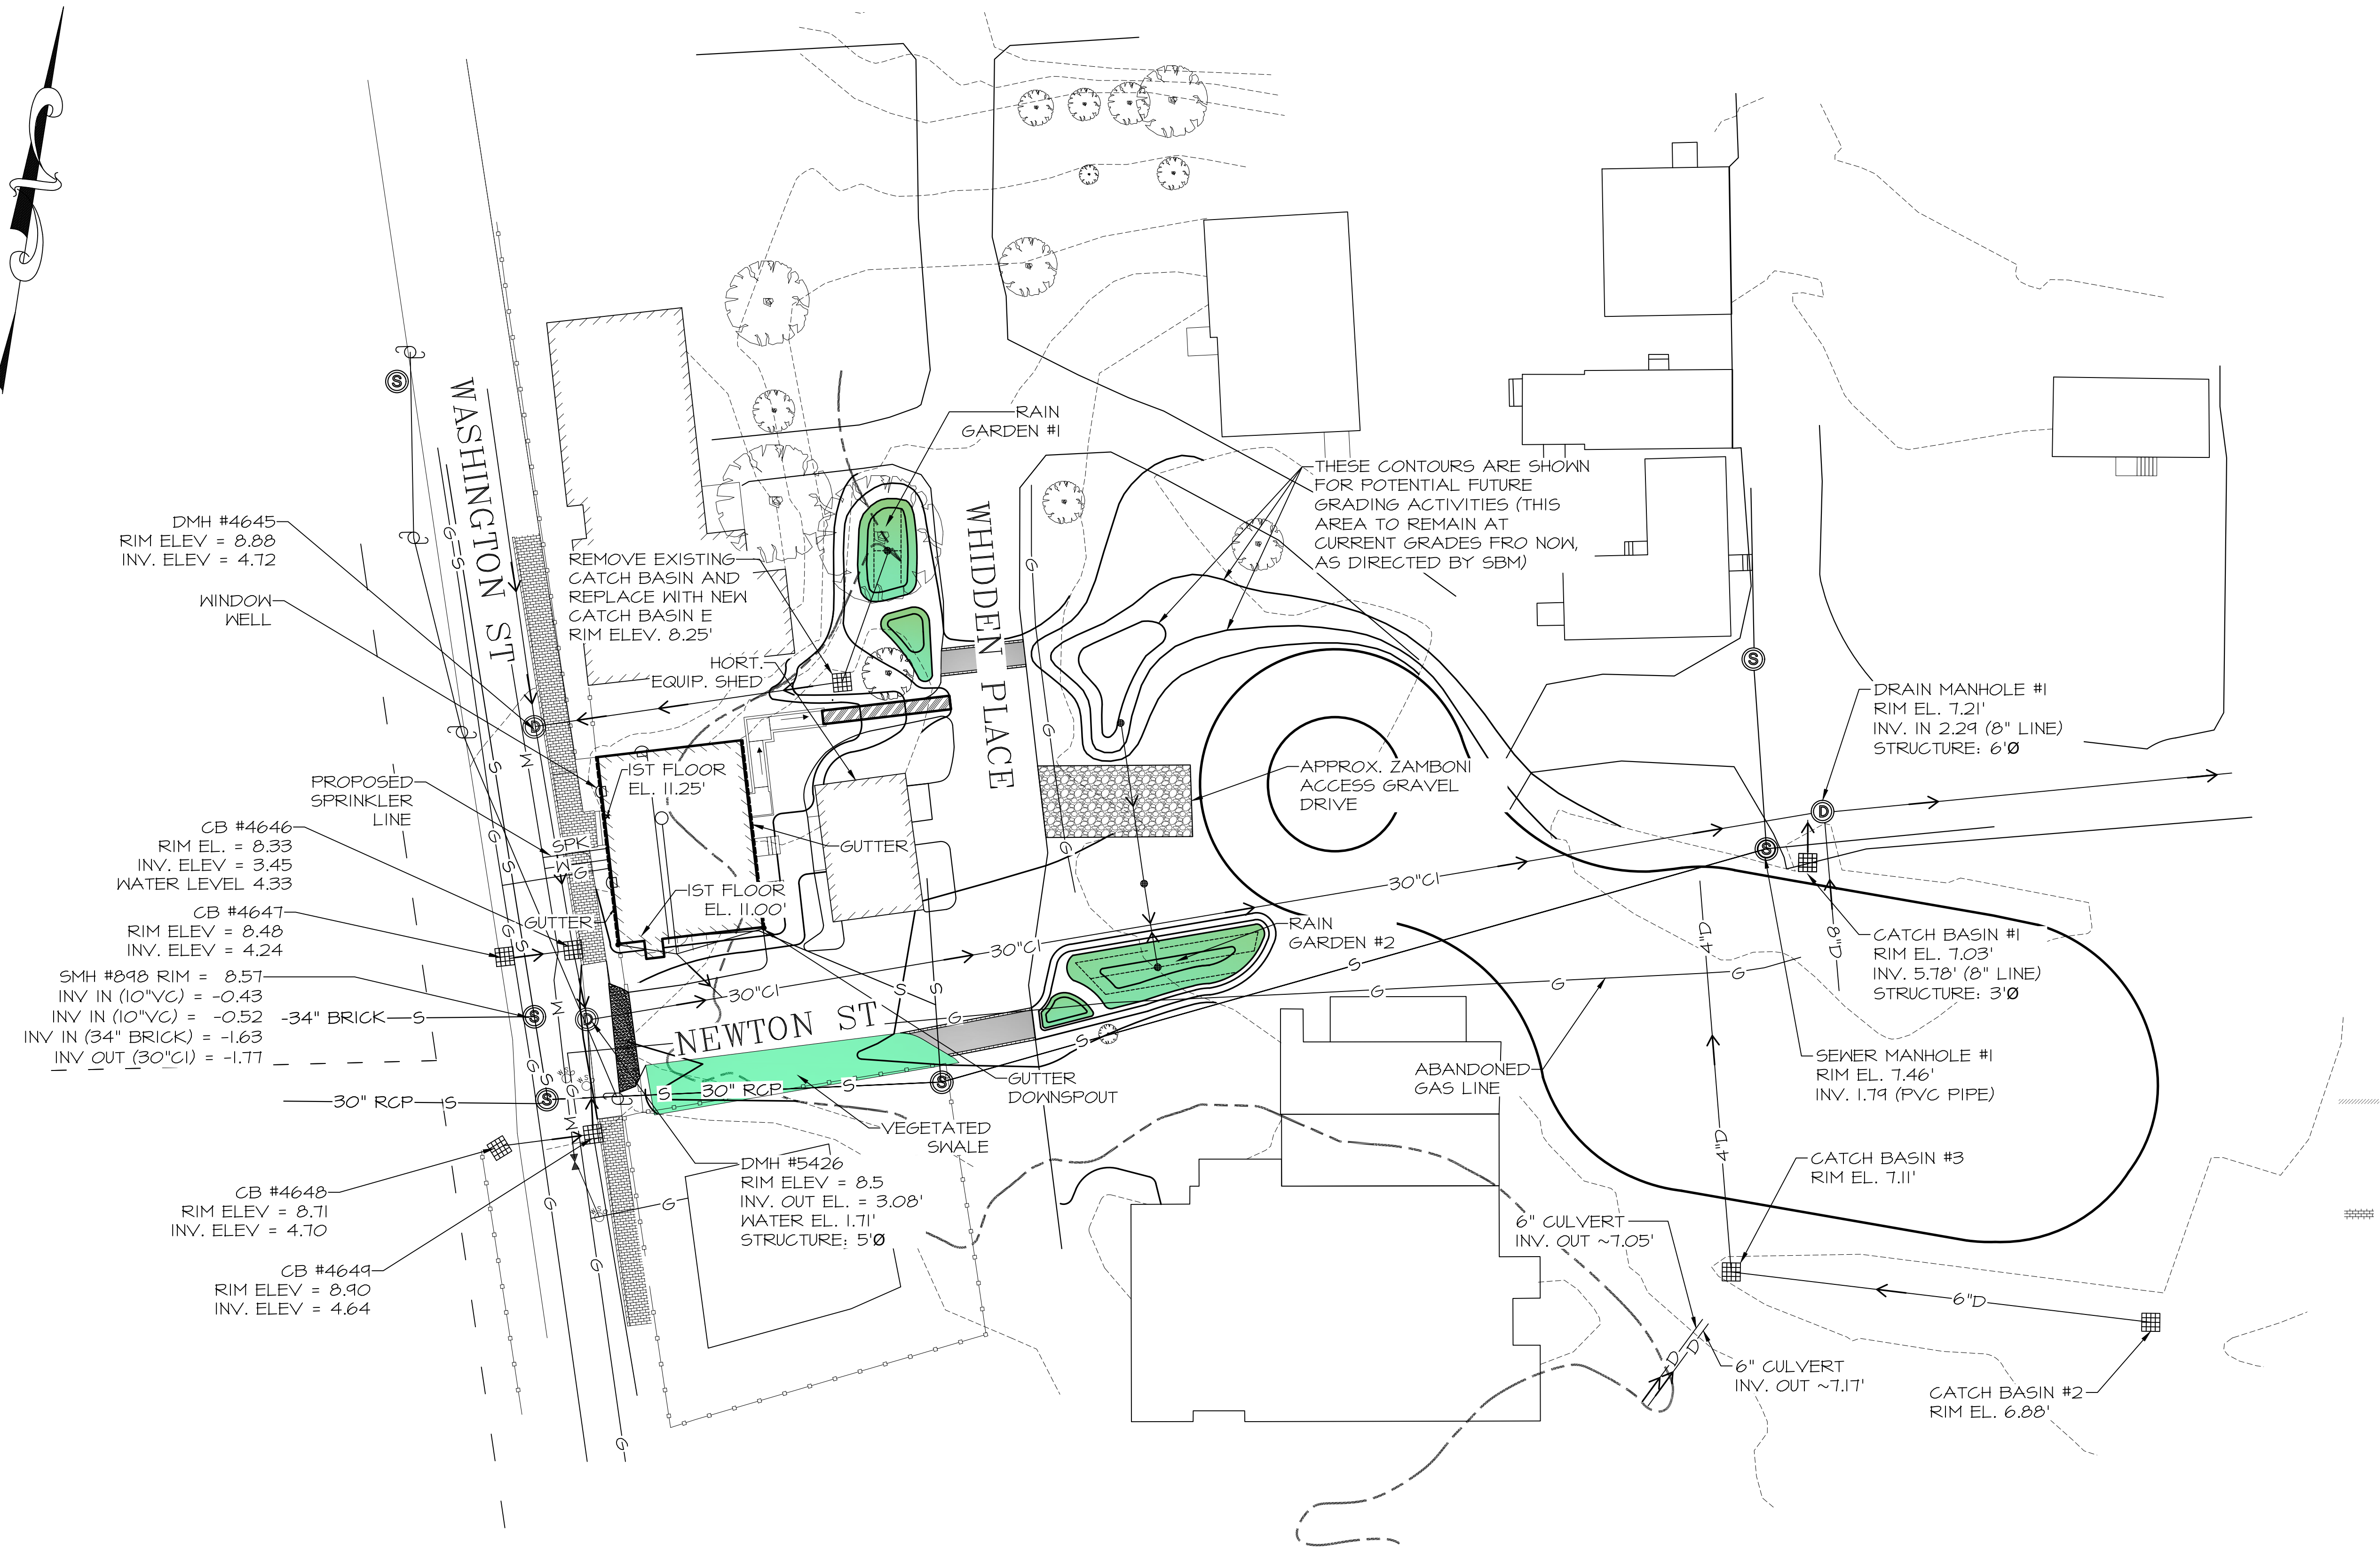 RAIN
GARDEN #1
WASHINGTON ST
WHIDDEN PLACE
THESE CONTOURS ARE SHOWN
FOR POTENTIAL FUTURE
GRADING ACTIVITIES (THIS
AREA TO REMAIN AT
CURRENT GRADES FRO NOW,
AS DIRECTED BY SBM)
DMH #4645
RIM ELEV = 8.88
INV. ELEV = 4.72
REMOVE EXISTING
CATCH BASIN AND
REPLACE WITH NEW
CATCH BASIN E
RIM ELEV. 8.25'
WINDOW
WELL
HORT.
EQUIP. SHED
DRAIN MANHOLE #1
RIM EL. 7.21'
INV. IN 2.29 (8" LINE)
STRUCTURE: 6'Ø
1ST FLOOR
EL. 11.25'
PROPOSED
SPRINKLER
LINE
APPROX. ZAMBONI
ACCESS GRAVEL
DRIVE
CB #4646
RIM EL. = 8.33
INV. ELEV = 3.45
WATER LEVEL 4.33
SPK
GUTTER
1ST FLOOR
EL. 11.00'
30"CI
GUTTER
CB #4647
RIM ELEV = 8.48
INV. ELEV = 4.24
RAIN
GARDEN #2
30"CI
4"D
8"D
CATCH BASIN #1
RIM EL. 7.03'
INV. 5.78' (8" LINE)
STRUCTURE: 3'Ø
SMH #898 RIM = 8.57
INV IN (10"VC) = -0.43
INV IN (10"VC) = -0.52
INV IN (34" BRICK) = -1.63
INV OUT (30"CI) = -1.77
34" BRICK
S
30"CI
NEWTON ST
ABANDONED
GAS LINE
SEWER MANHOLE #1
RIM EL. 7.46'
INV. 1.79 (PVC PIPE)
GUTTER
DOWNSPOUT
30" RCP
S
S
30" RCP
S
VEGETATED
SWALE
4"D
CATCH BASIN #3
RIM EL. 7.11'
DMH #5426
RIM ELEV = 8.5
INV. OUT EL. = 3.08'
WATER EL. 1.71'
STRUCTURE: 5'Ø
CB #4648
RIM ELEV = 8.71
INV. ELEV = 4.70
6" CULVERT
INV. OUT ~7.05'
CB #4649
RIM ELEV = 8.90
INV. ELEV = 4.64
6"D
D
D
6" CULVERT
INV. OUT ~7.17'
CATCH BASIN #2
RIM EL. 6.88'